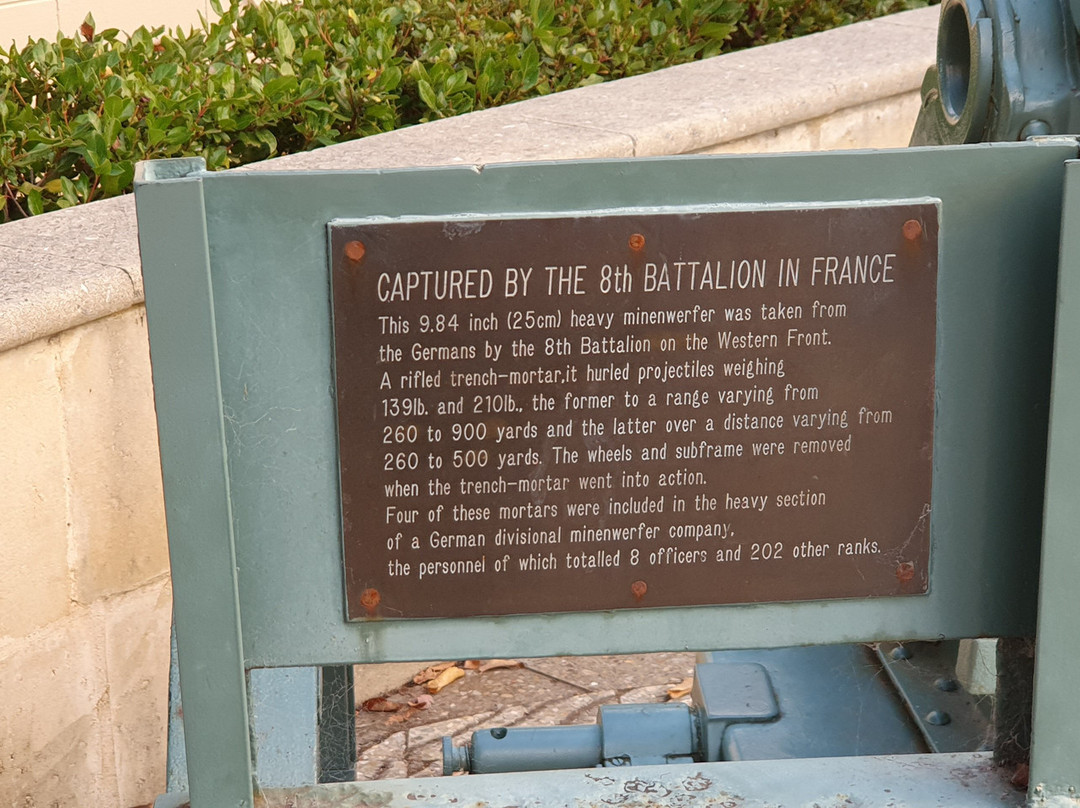 CAPTURED BY THE 8th BATTALION IN FRANCE
This 9.84 inch (25cm) heavy minenwerfer was taken from
the Germans by the 8th Battalion on the Western Front.
A rifled trench-mortar,it hurled projectiles weighing
139lb. and 210lb., the former to a range varying from
260 to 900 yards and the latter over a distance varying from
260 to 500 yards. The wheels and subframe were removed
when the trench-mortar went into action.
Four of these mortars were included in the heavy section
of a German divisional minenwerfer company,
the personnel of which totalled 8 officers and 202 other ranks.